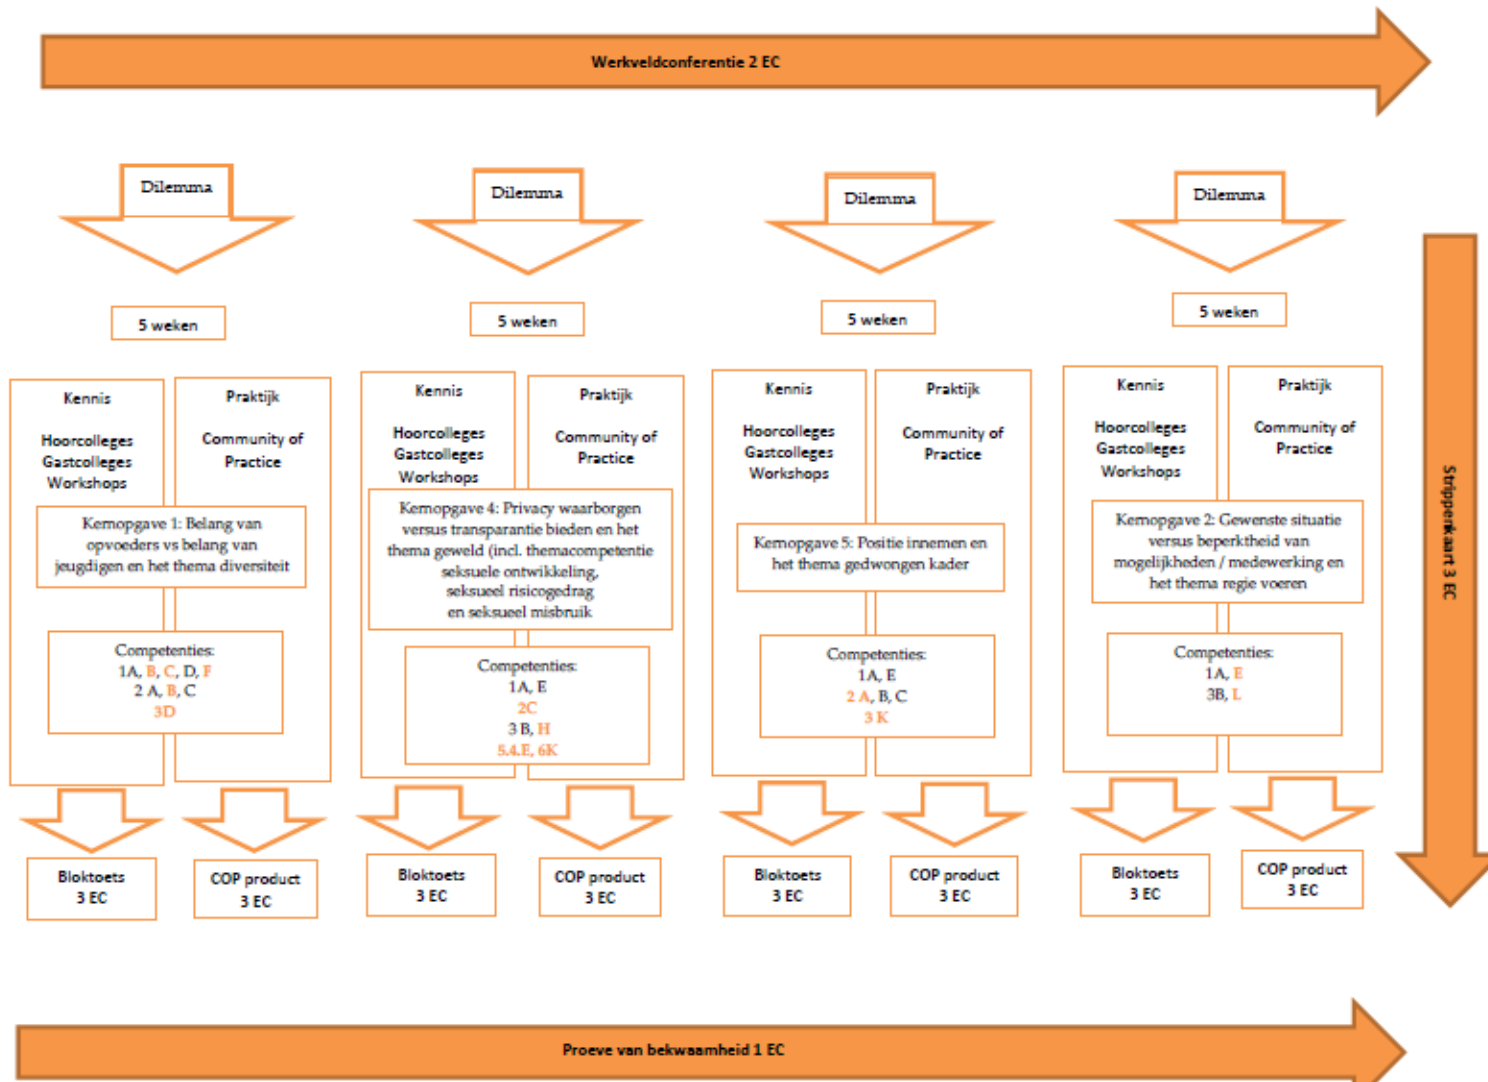 Werkveldconferentie 2 EC
Dilemma
Dilemma
Dilemma
Dilemma
5 weken
5 weken
5 weken
5 weken
Kennis
Hoorcolleges
Gastcolleges
Workshops
Praktijk
Community of
Practice
Kernopgave 1: Belang van
opvoeders vs belang van
jeugdigen en het thema diversiteit
Competenties:
1A, B, C, D, F
2 A, B, C
3D
Bloktoets
3 EC
COP product
3 EC
Kennis
Hoorcolleges
Gastcolleges
Workshops
Praktijk
Community of
Practice
Kernopgave 4: Privacy waarborgen
versus transparantie bieden en het
thema geweld (incl. themacompetentie
seksuele ontwikkeling,
seksueel risicogedrag
en seksueel misbruik
Competenties:
1A, E
2C
3 B, H
5.4.E, 6K
Bloktoets
3 EC
COP product
3 EC
Kennis
Hoorcolleges
Gastcolleges
Workshops
Praktijk
Community of
Practice
Kernopgave 5: Positie innemen en
het thema gedwongen kader
Competenties:
1A, E
2 A, B, C
3 K
Bloktoets
3 EC
COP product
3 EC
Kennis
Hoorcolleges
Gastcolleges
Workshops
Praktijk
Community of
Practice
Kernopgave 2: Gewenste situatie
versus beperktheid van
mogelijkheden / medewerking en
het thema regie voeren
Competenties:
1A, E
3B, L
Bloktoets
3 EC
COP product
3 EC
Strippenkaart 3 EC
Proeve van bekwaamheid 1 EC